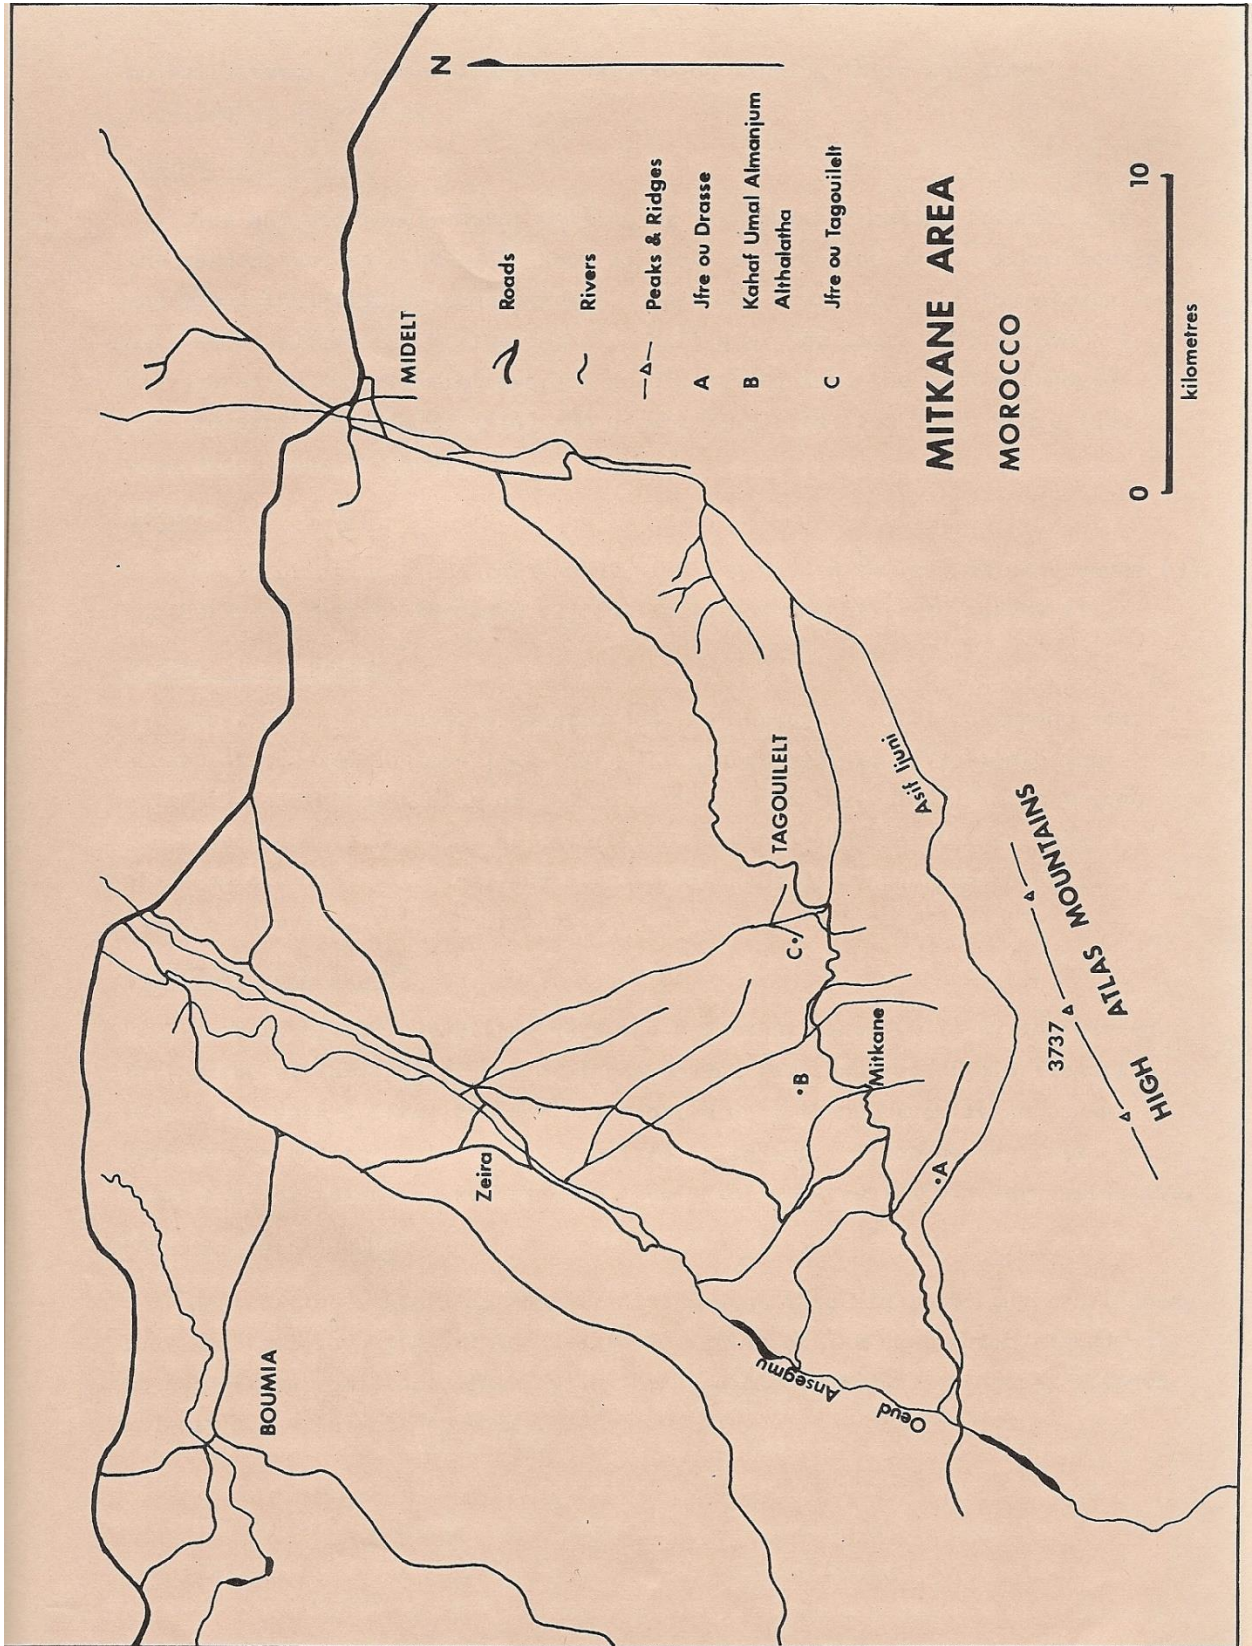 N
Roads
Rivers
Peaks & Ridges
A Jfre ou Drasse
B Kahaf Umal Almanjum
Althalatha
C Jfre ou Tagouilelt
MITKANE AREA
MOROCCO
0 10
kilometres
MIDELT
BOUMIA
Zeira
TAGOUILELT
C
B
Mitkane
A
Asif Ijuni
Oeud Ansegmu
3737
HIGH ATLAS MOUNTAINS